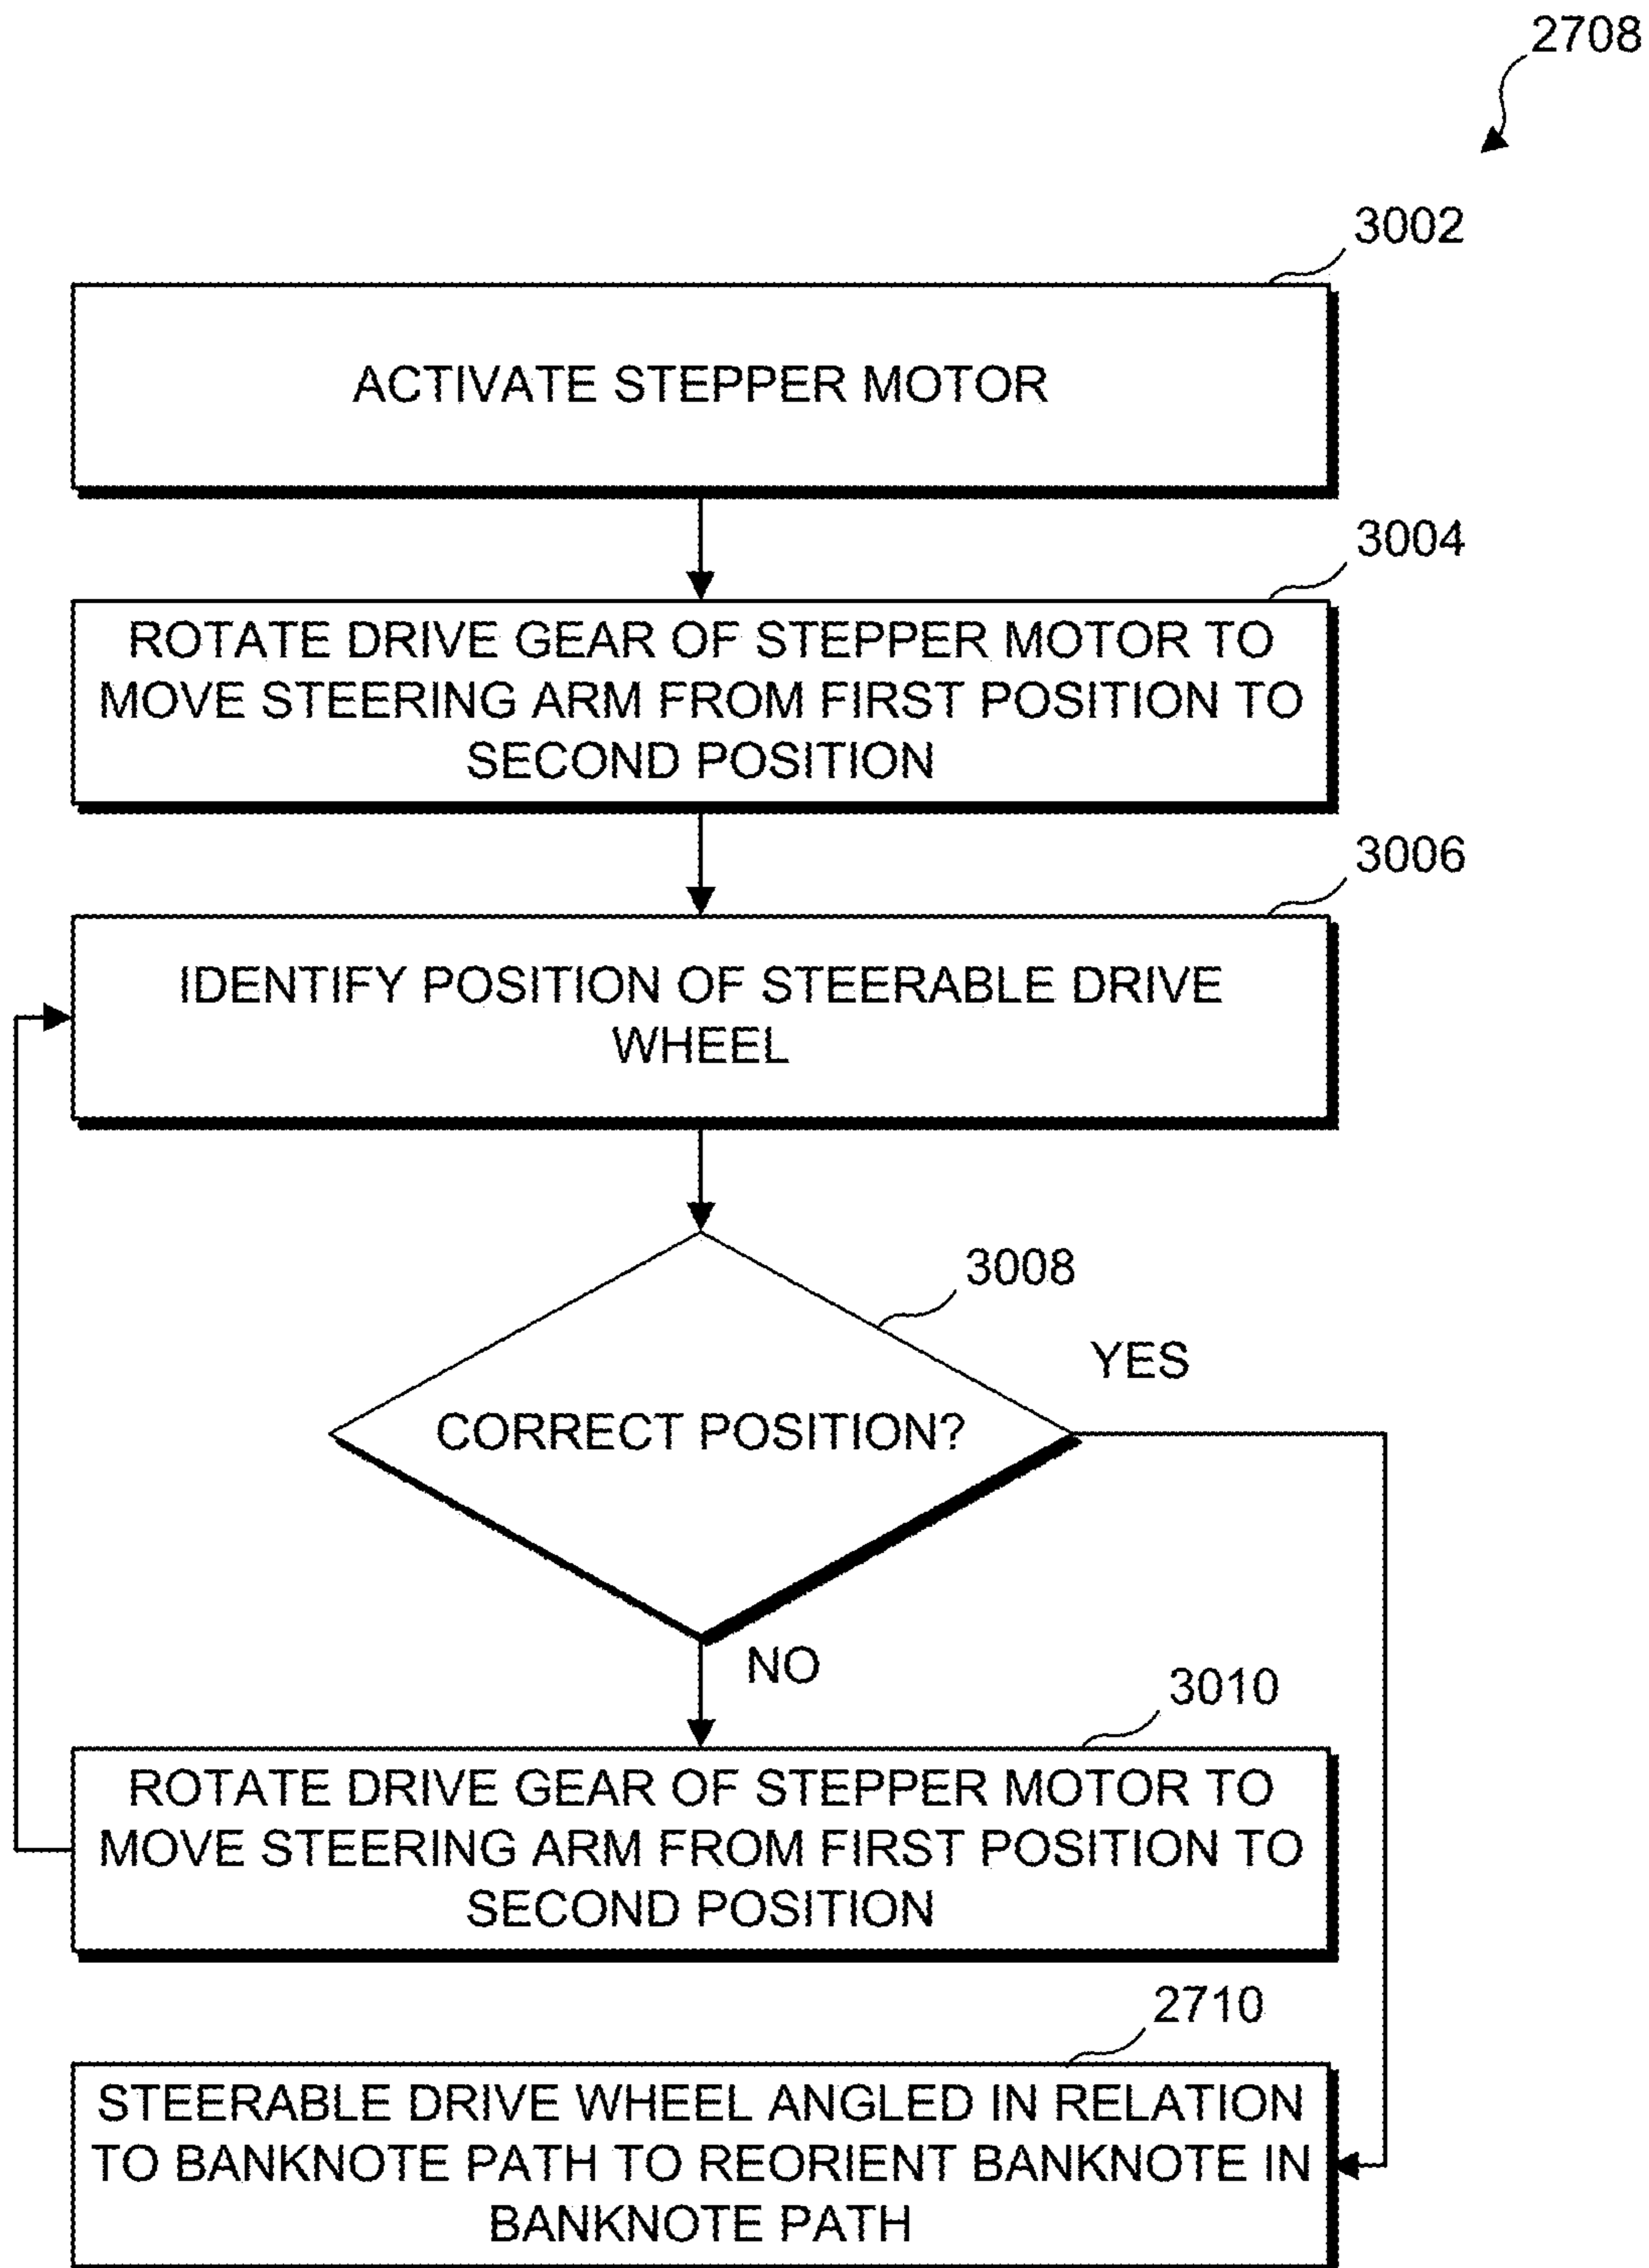 2708
3002
ACTIVATE STEPPER MOTOR
3004
ROTATE DRIVE GEAR OF STEPPER MOTOR TO
MOVE STEERING ARM FROM FIRST POSITION TO
SECOND POSITION
3006
IDENTIFY POSITION OF STEERABLE DRIVE
WHEEL
3008
YES
CORRECT POSITION?
NO
3010
ROTATE DRIVE GEAR OF STEPPER MOTOR TO
MOVE STEERING ARM FROM FIRST POSITION TO
SECOND POSITION
2710
STEERABLE DRIVE WHEEL ANGLED IN RELATION
TO BANKNOTE PATH TO REORIENT BANKNOTE IN
BANKNOTE PATH